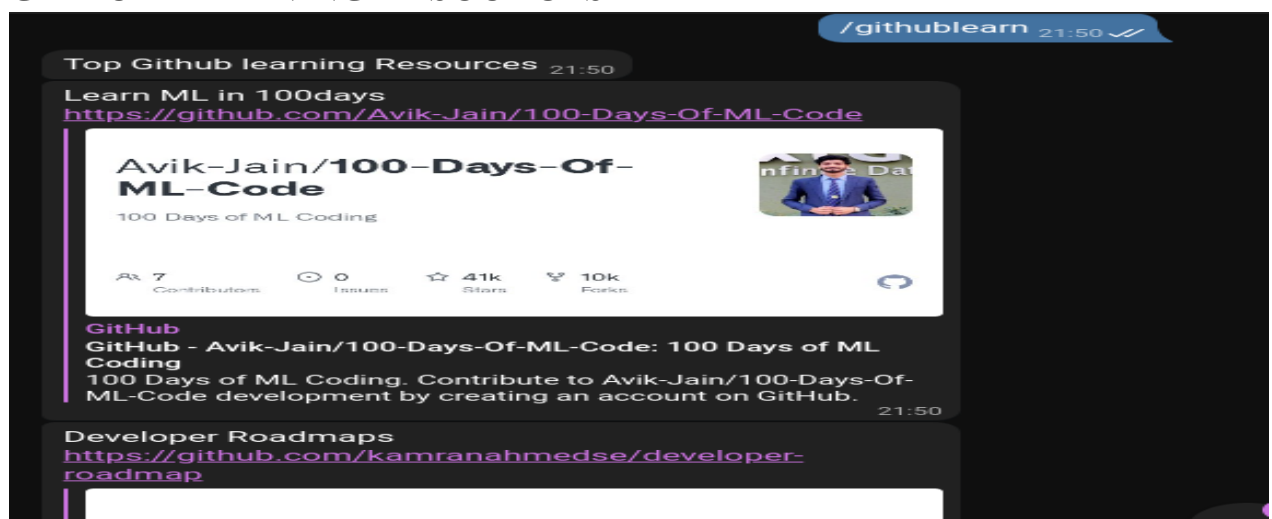 /githublearn 21:50
Top Github learning Resources 21:50
Learn ML in 100days
https://github.com/Avik-Jain/100-Days-Of-ML-Code
Avik-Jain/100-Days-Of-
ML-Code
100 Days of ML Coding
7 0 41k 10k
Contributors Issues Stars Forks
GitHub
GitHub - Avik-Jain/100-Days-Of-ML-Code: 100 Days of ML
Coding
100 Days of ML Coding. Contribute to Avik-Jain/100-Days-Of-
ML-Code development by creating an account on GitHub.
21:50
Developer Roadmaps
https://github.com/kamranahmedse/developer-
roadmap